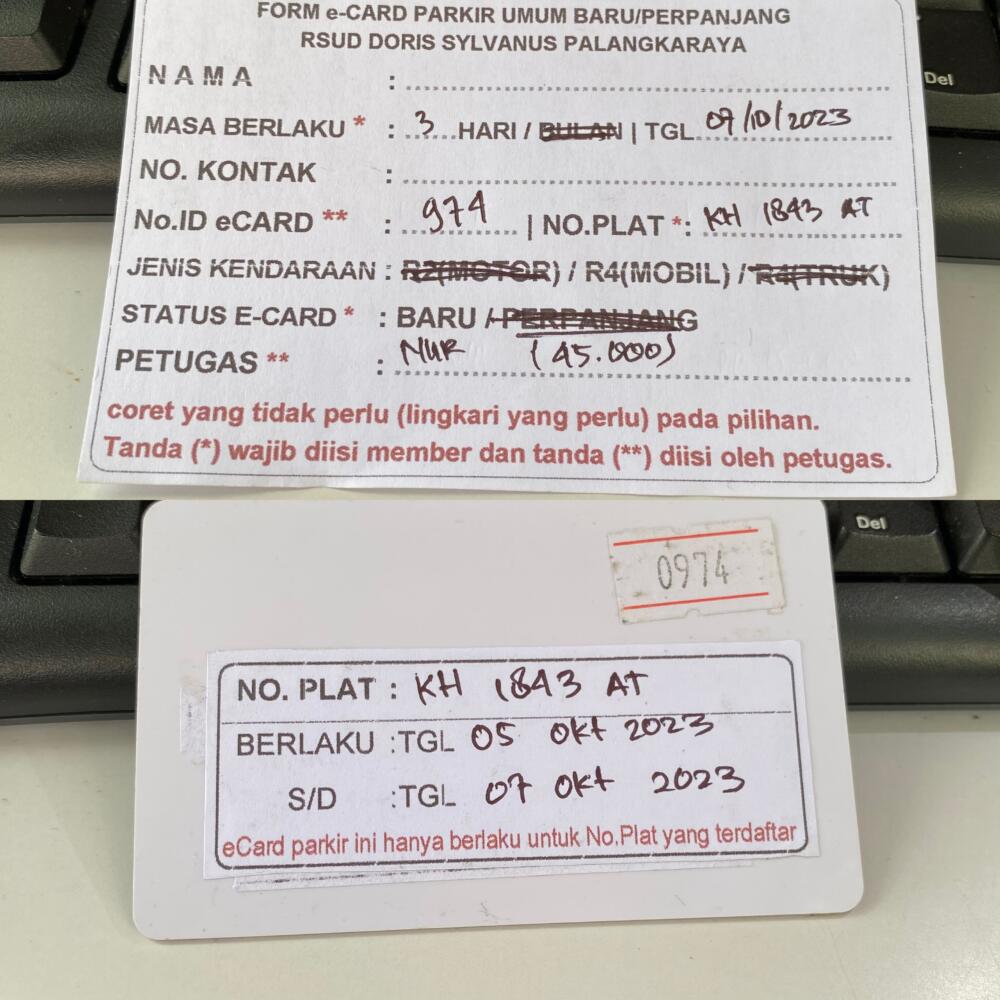 FORM e-CARD PARKIR UMUM BARU/PERPANJANG
RSUD DORIS SYLVANUS PALANGKARAYA
N A M A :
MASA BERLAKU * : 3 HARI / BULAN | TGL 07/10/2023
NO. KONTAK :
No.ID eCARD ** : 974 | NO.PLAT *: KH 1843 AT
JENIS KENDARAAN : R2(MOTOR) / R4(MOBIL) / R4(TRUK)
STATUS E-CARD * : BARU / PERPANJANG
PETUGAS ** : NUR (45.000)
coret yang tidak perlu (lingkari yang perlu) pada pilihan.
Tanda (*) wajib diisi member dan tanda (**) diisi oleh petugas.
Del
Del
0974
NO. PLAT : KH 1843 AT
BERLAKU :TGL 05 Okt 2023
S/D :TGL 07 Okt 2023
eCard parkir ini hanya berlaku untuk No.Plat yang terdaftar